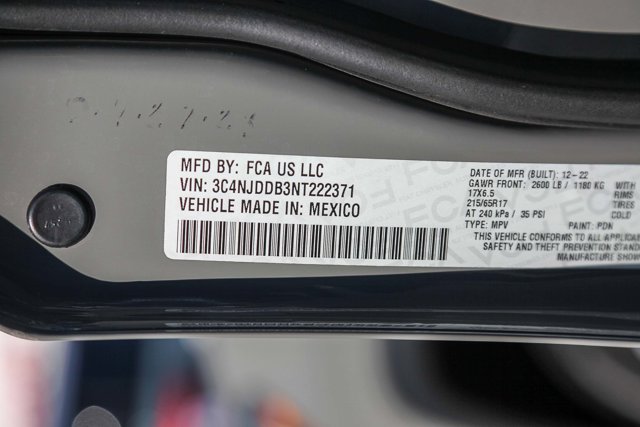 MFD BY: FCA US LLC
VIN: 3C4NJDDB3NT222371
VEHICLE MADE IN: MEXICO
DATE OF MFR (BUILT): 12-22
GAWR FRONT: 2600 LB / 1180 KG WITH
17X6.5 RIMS
215/65R17 TIRES
AT 240 kPa / 35 PSI COLD
TYPE: MPV PAINT: PDN
THIS VEHICLE CONFORMS TO ALL APPLICAB
SAFETY AND THEFT PREVENTION STAND
MANUFACTURE SHOW